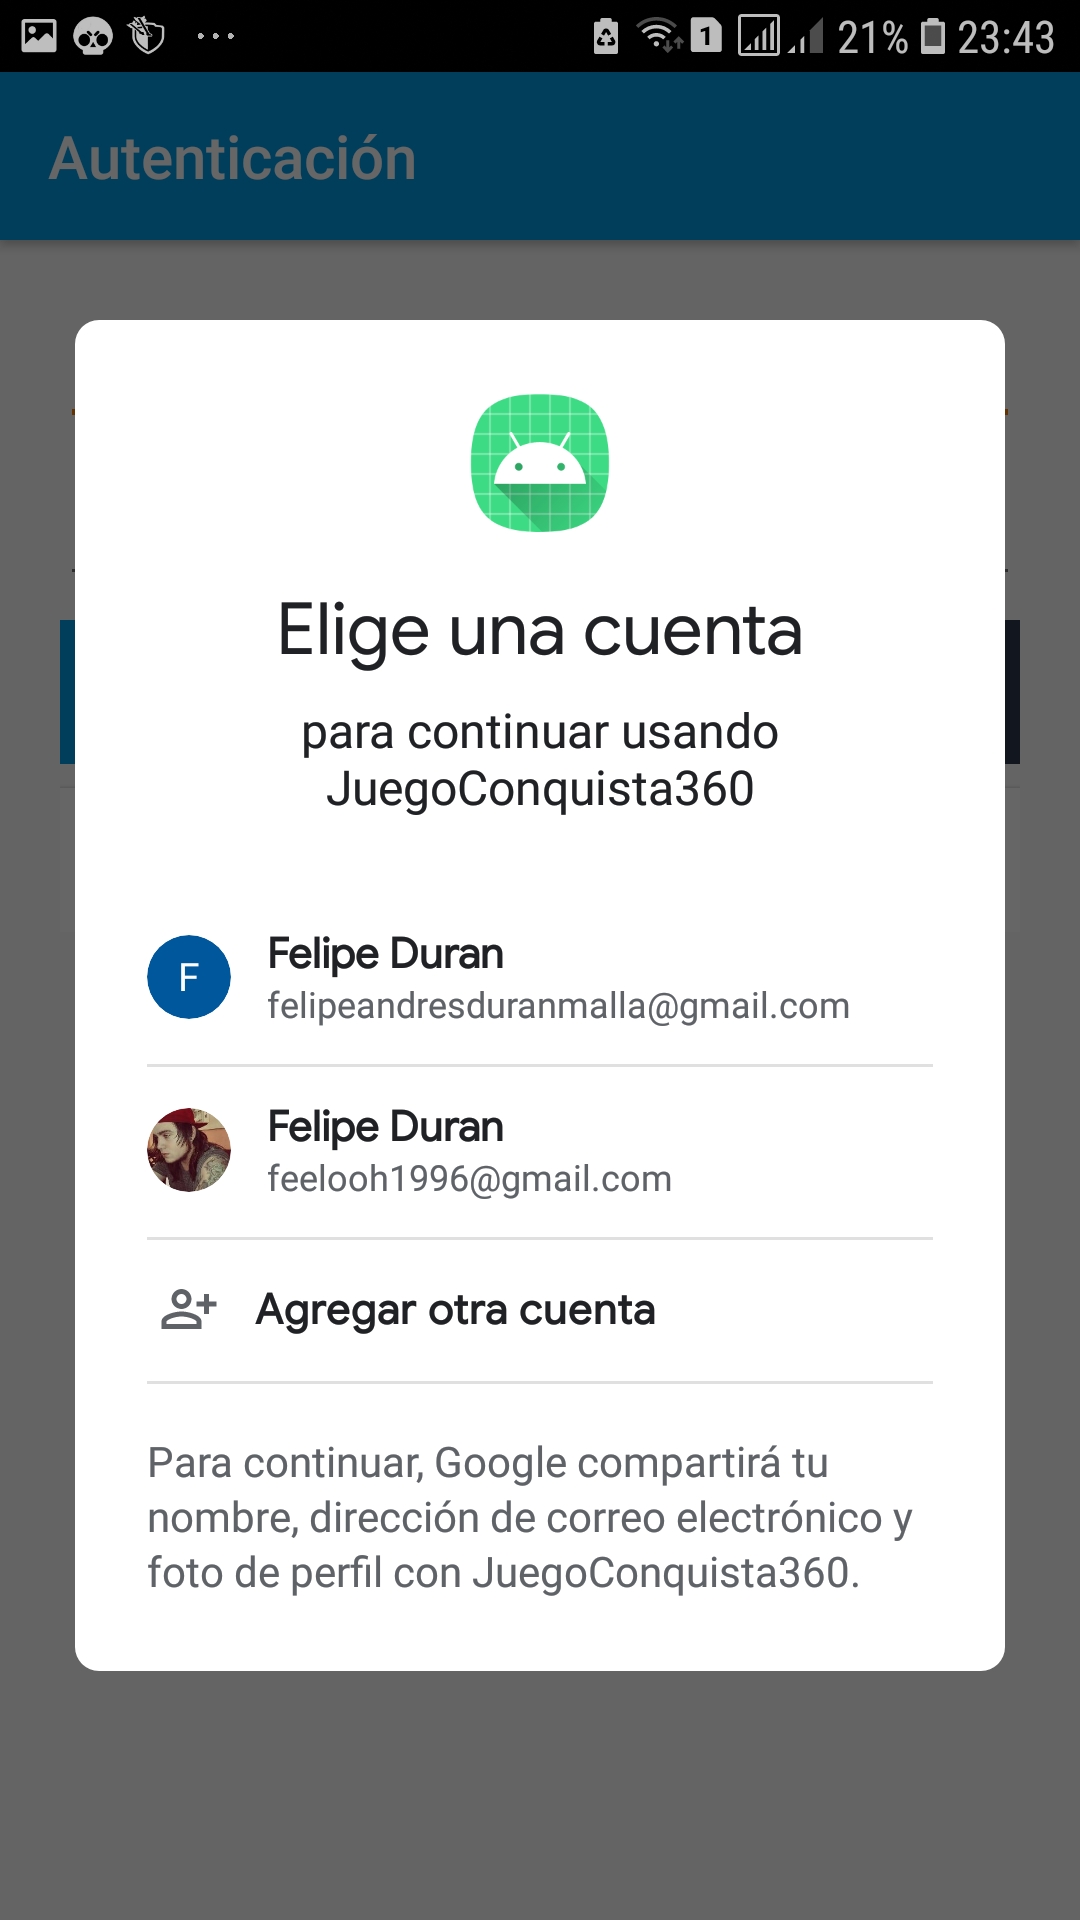 1 21% 23:43
Autenticación
Elige una cuenta
para continuar usando
JuegoConquista360
F
Felipe Duran
felipeandresduranmalla@gmail.com
Felipe Duran
feelooh1996@gmail.com
Agregar otra cuenta
Para continuar, Google compartirá tu
nombre, dirección de correo electrónico y
foto de perfil con JuegoConquista360.